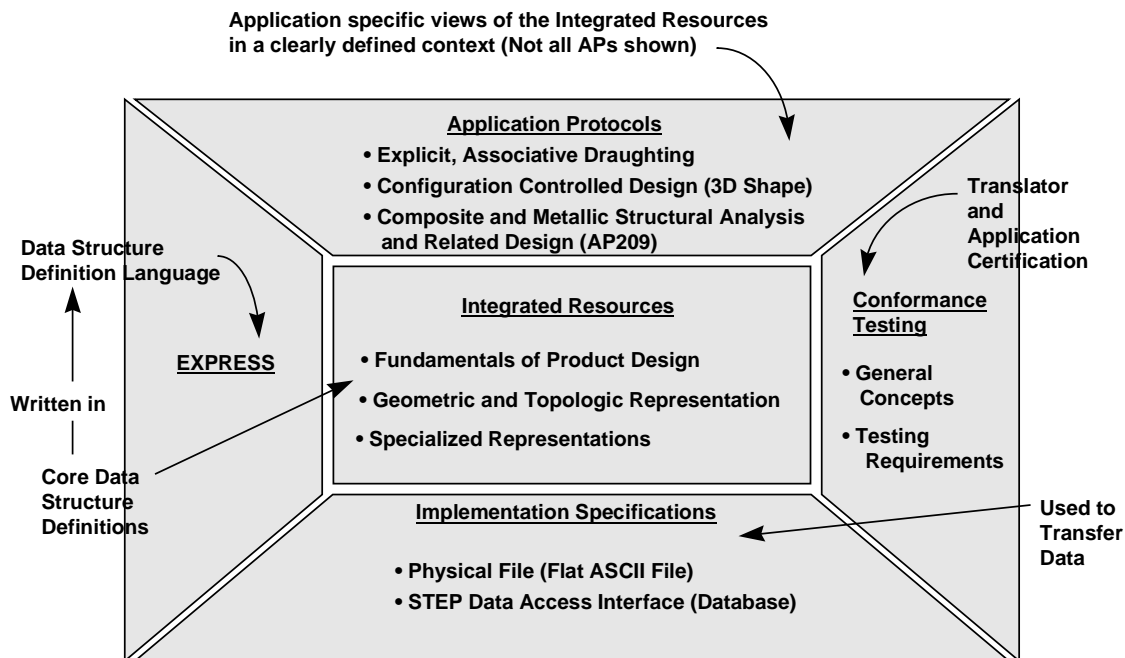 Application specific views of the Integrated Resources
in a clearly defined context (Not all APs shown)
Application Protocols
• Explicit, Associative Draughting
• Configuration Controlled Design (3D Shape)
• Composite and Metallic Structural Analysis
and Related Design (AP209)
Data Structure
Definition Language
EXPRESS
Written in
Core Data
Structure
Definitions
Integrated Resources
• Fundamentals of Product Design
• Geometric and Topologic Representation
• Specialized Representations
Translator
and
Application
Certification
Conformance
Testing
• General
Concepts
• Testing
Requirements
Implementation Specifications
• Physical File (Flat ASCII File)
• STEP Data Access Interface (Database)
Used to
Transfer
Data